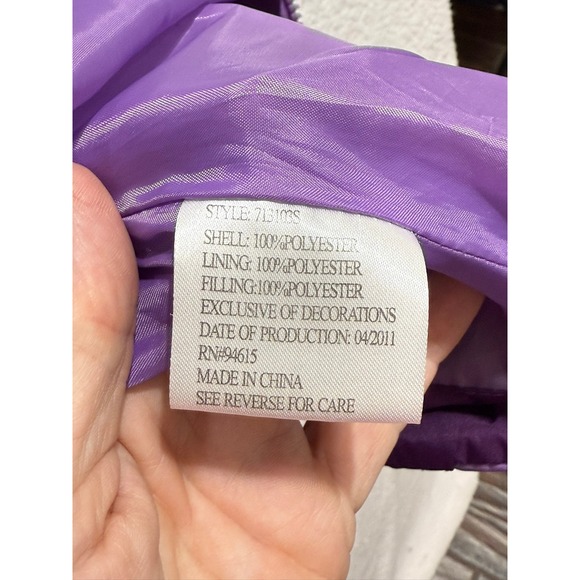 STYLE: 713103S
SHELL: 100%POLYESTER
LINING: 100%POLYESTER
FILLING:100%POLYESTER
EXCLUSIVE OF DECORATIONS
DATE OF PRODUCTION: 04/2011
RN#94615
MADE IN CHINA
SEE REVERSE FOR CARE